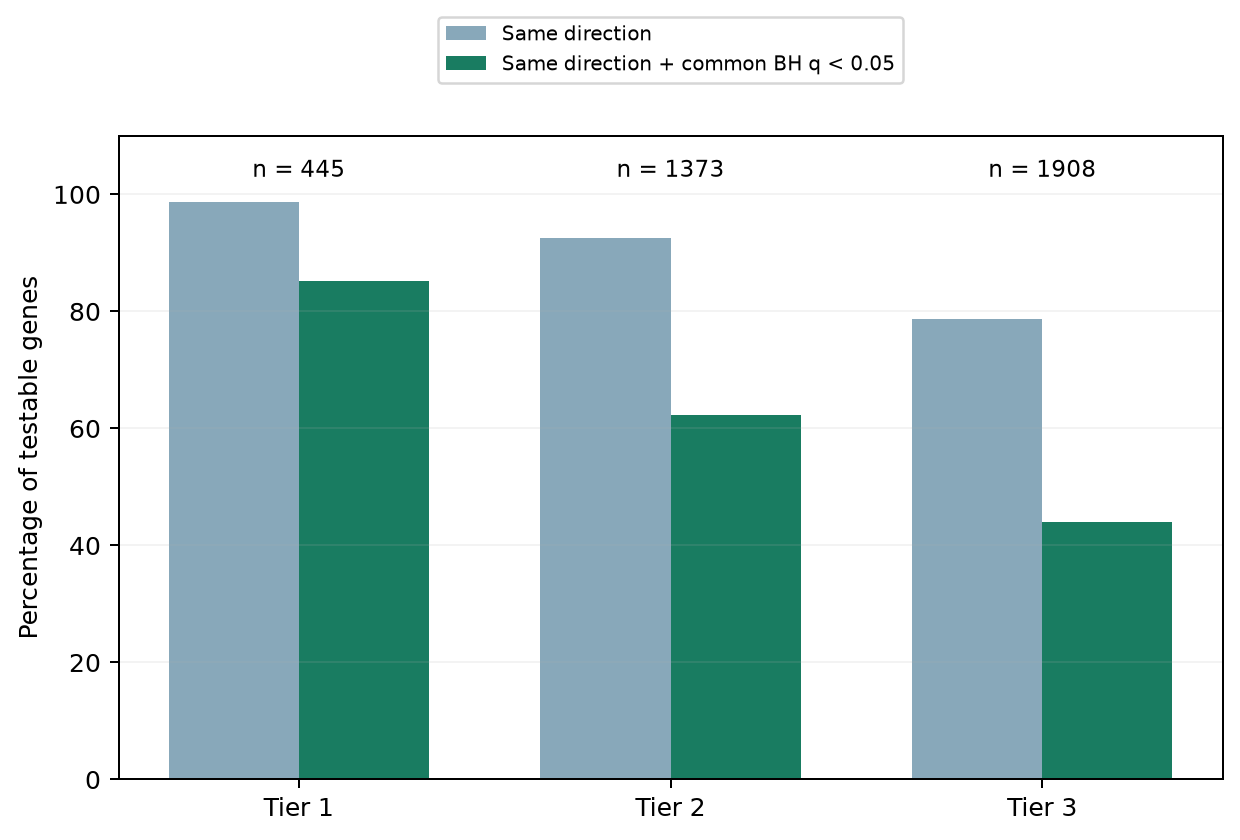 Same direction
Same direction + common BH q < 0.05
n = 445
n = 1373
n = 1908
Percentage of testable genes
100
80
60
40
20
0
Tier 1
Tier 2
Tier 3